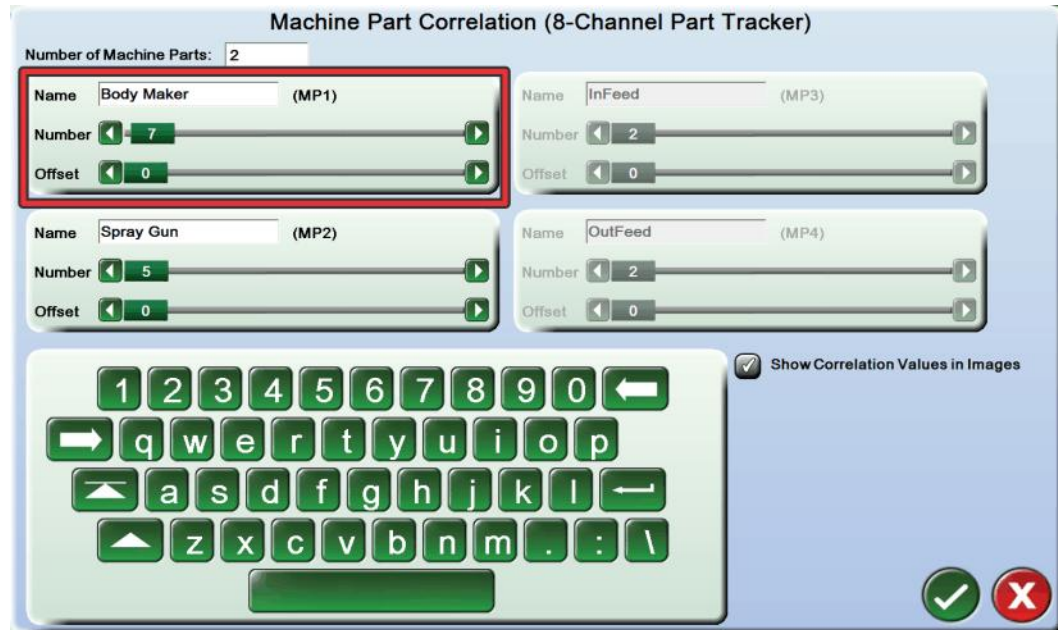 Machine Part Correlation (8-Channel Part Tracker)
Number of Machine Parts: 2
Name Body Maker (MP1)
Number 7
Offset 0
Name InFeed (MP3)
Number 2
Offset 0
Name Spray Gun (MP2)
Number 5
Offset 0
Name OutFeed (MP4)
Number 2
Offset 0
Show Correlation Values in Images
1 2 3 4 5 6 7 8 9 0
q w e r t y u i o p
a s d f g h j k l
z x c v b n m . : \
X